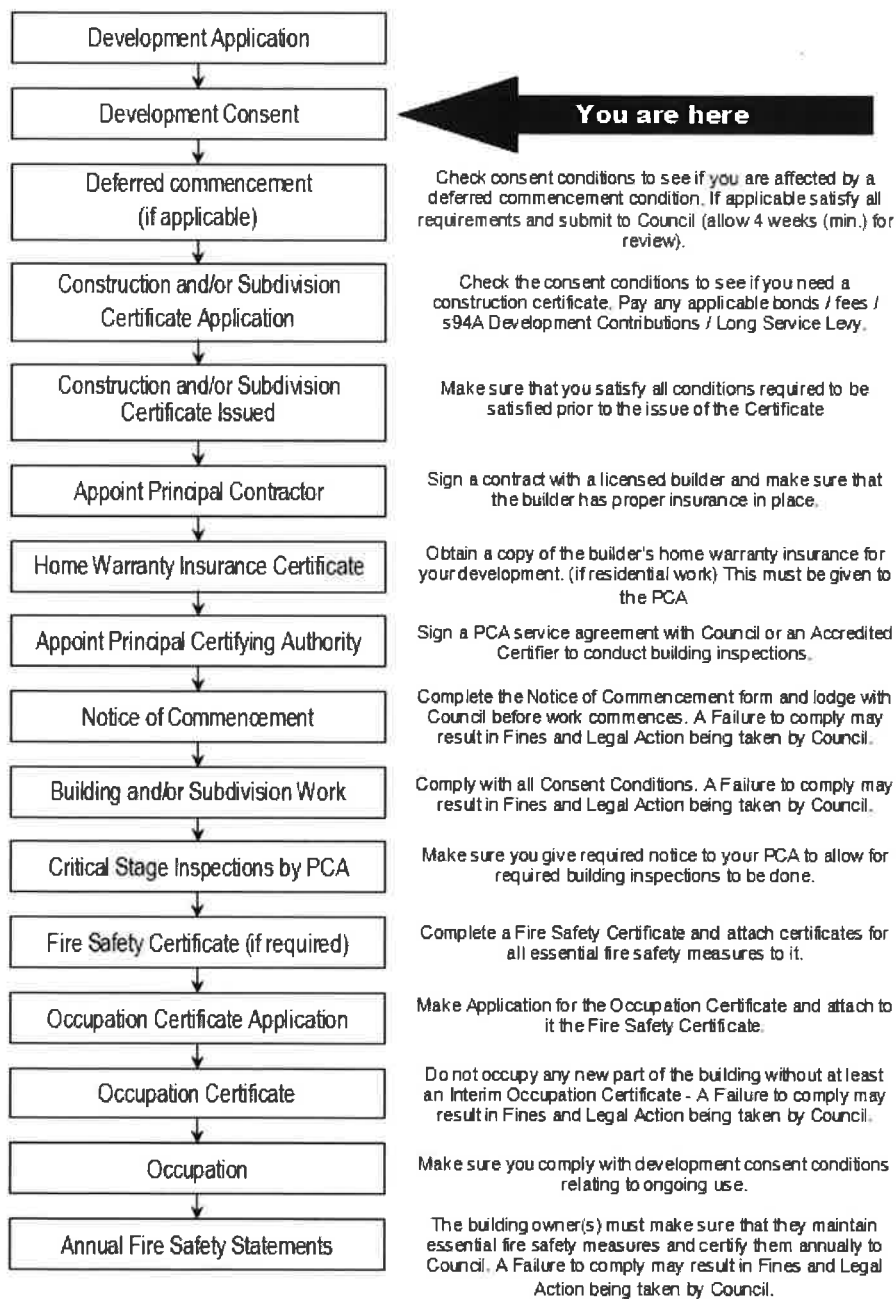 Development Application
Development Consent
You are here
Deferred commencement
(if applicable)
Check consent conditions to see if you are affected by a
deferred commencement condition. If applicable satisfy all
requirements and submit to Council (allow 4 weeks (min.) for
review).
Construction and/or Subdivision
Certificate Application
Check the consent conditions to see if you need a
construction certificate. Pay any applicable bonds / fees /
s94A Development Contributions / Long Service Levy.
Construction and/or Subdivision
Certificate Issued
Make sure that you satisfy all conditions required to be
satisfied prior to the issue of the Certificate
Appoint Principal Contractor
Sign a contract with a licensed builder and make sure that
the builder has proper insurance in place.
Home Warranty Insurance Certificate
Obtain a copy of the builder's home warranty insurance for
your development. (if residential work) This must be given to
the PCA
Appoint Principal Certifying Authority
Sign a PCA service agreement with Council or an Accredited
Certifier to conduct building inspections.
Notice of Commencement
Complete the Notice of Commencement form and lodge with
Council before work commences. A Failure to comply may
result in Fines and Legal Action being taken by Council.
Building and/or Subdivision Work
Comply with all Consent Conditions. A Failure to comply may
result in Fines and Legal Action being taken by Council.
Critical Stage Inspections by PCA
Make sure you give required notice to your PCA to allow for
required building inspections to be done.
Fire Safety Certificate (if required)
Complete a Fire Safety Certificate and attach certificates for
all essential fire safety measures to it.
Occupation Certificate Application
Make Application for the Occupation Certificate and attach to
it the Fire Safety Certificate.
Occupation Certificate
Do not occupy any new part of the building without at least
an Interim Occupation Certificate - A Failure to comply may
result in Fines and Legal Action being taken by Council.
Occupation
Make sure you comply with development consent conditions
relating to ongoing use.
Annual Fire Safety Statements
The building owner(s) must make sure that they maintain
essential fire safety measures and certify them annually to
Council. A Failure to comply may result in Fines and Legal
Action being taken by Council.